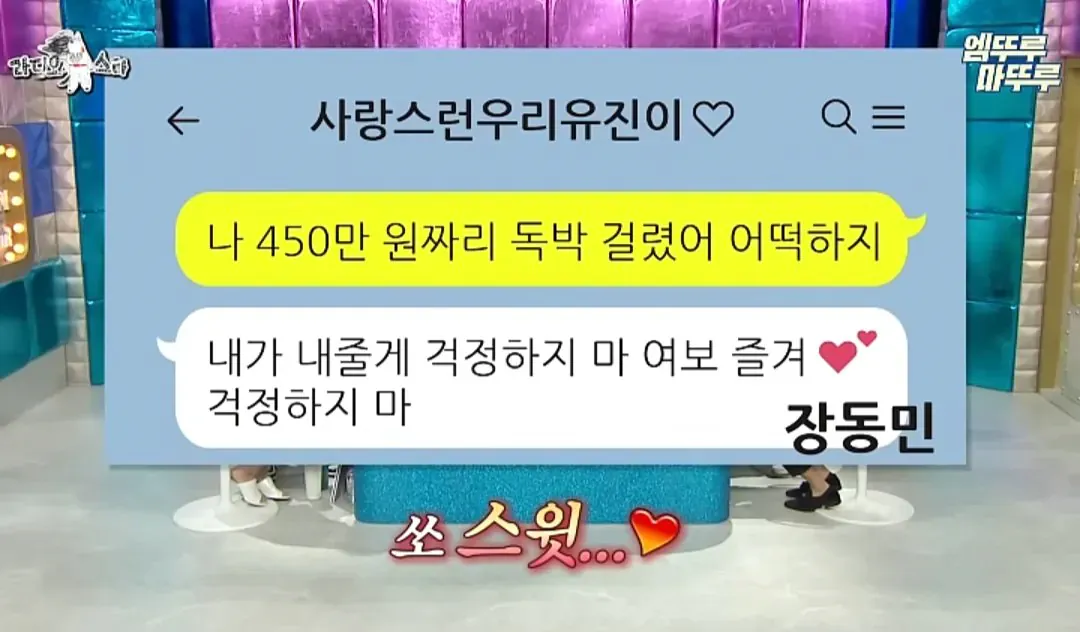 라디오스타
엠뚜루
마뚜루
사랑스런우리유진이♡
나 450만 원짜리 독박 걸렸어 어떡하지
내가 내줄게 걱정하지 마 여보 즐겨 💕
걱정하지 마
장동민
쏘 스윗...